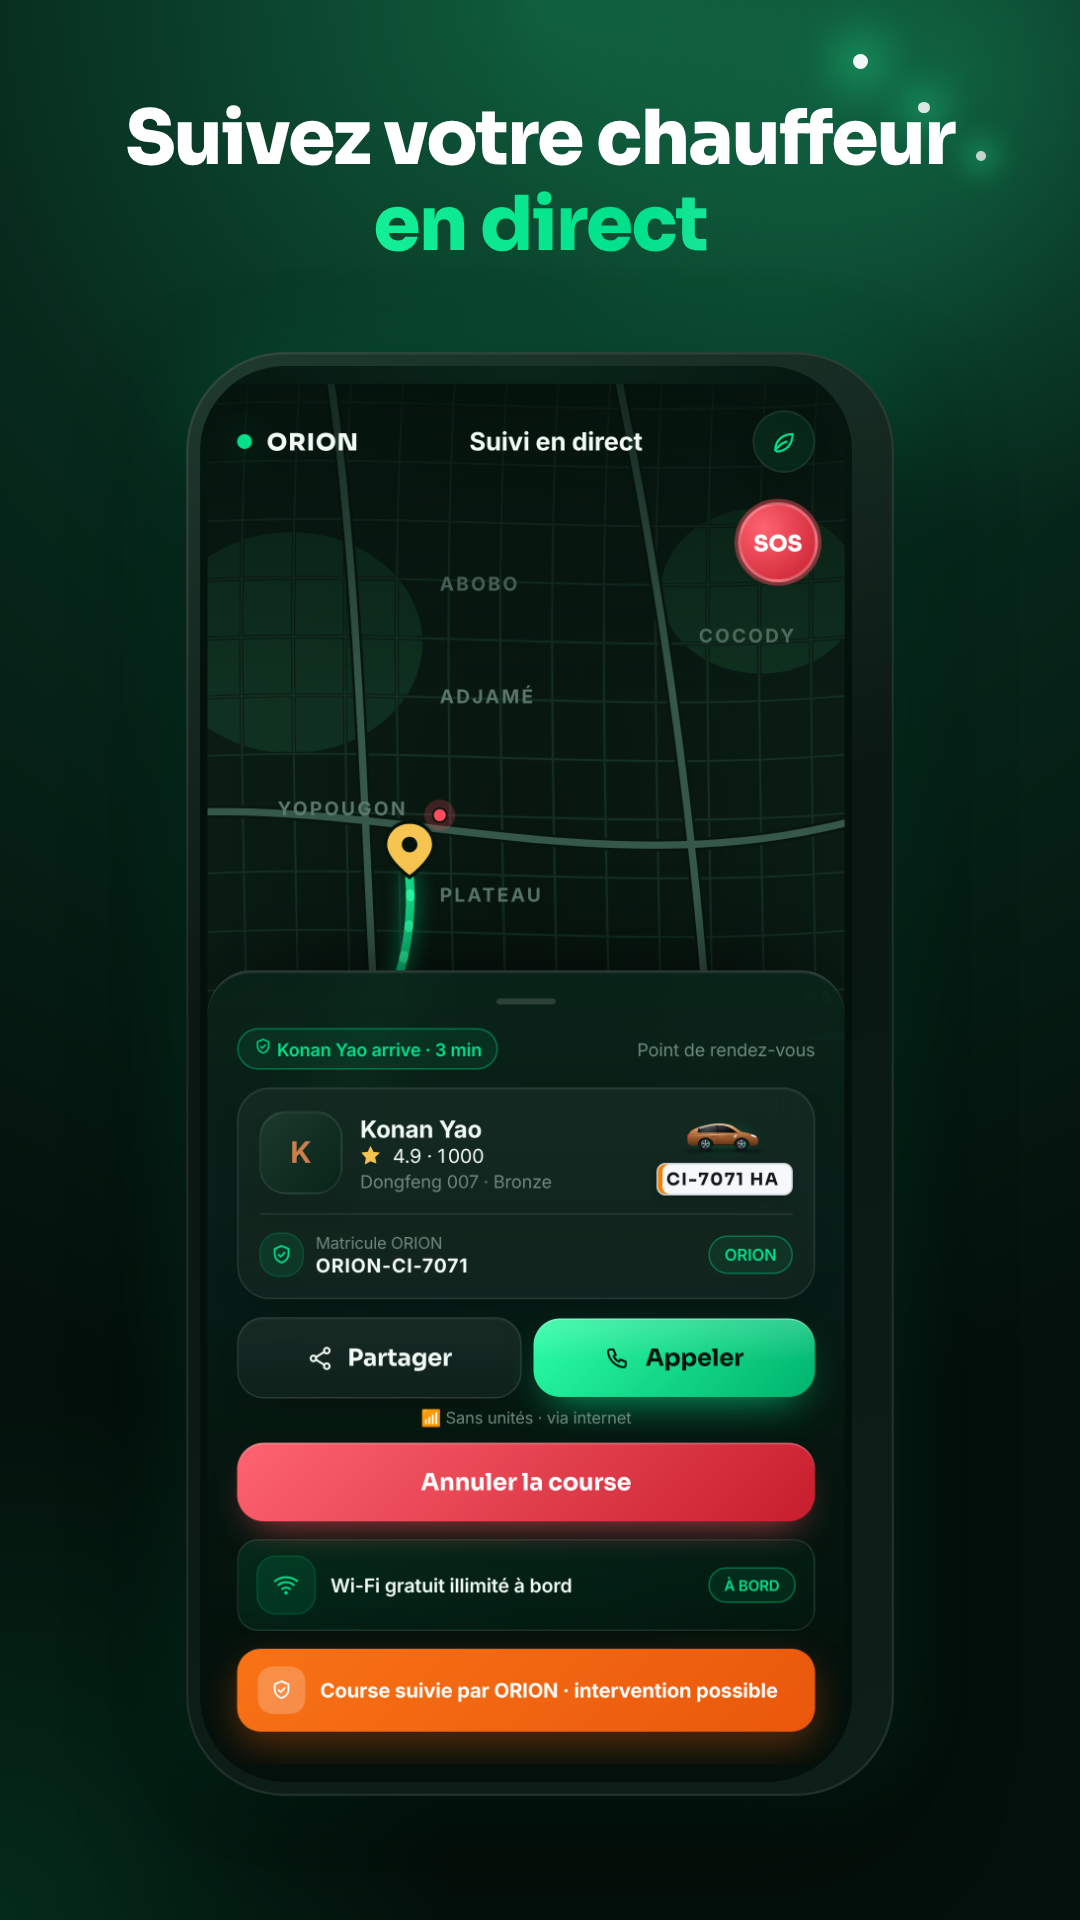 Suivez votre chauffeur
en direct
ORION
Suivi en direct
SOS
ABOBO
COCODY
ADJAMÉ
YOPOUGON
PLATEAU
Konan Yao arrive · 3 min
Point de rendez-vous
K
Konan Yao
4.9 · 1000
Dongfeng 007 · Bronze
CI-7071 HA
Matricule ORION
ORION-CI-7071
ORION
Partager
Appeler
Sans unités · via internet
Annuler la course
Wi-Fi gratuit illimité à bord
À BORD
Course suivie par ORION · intervention possible